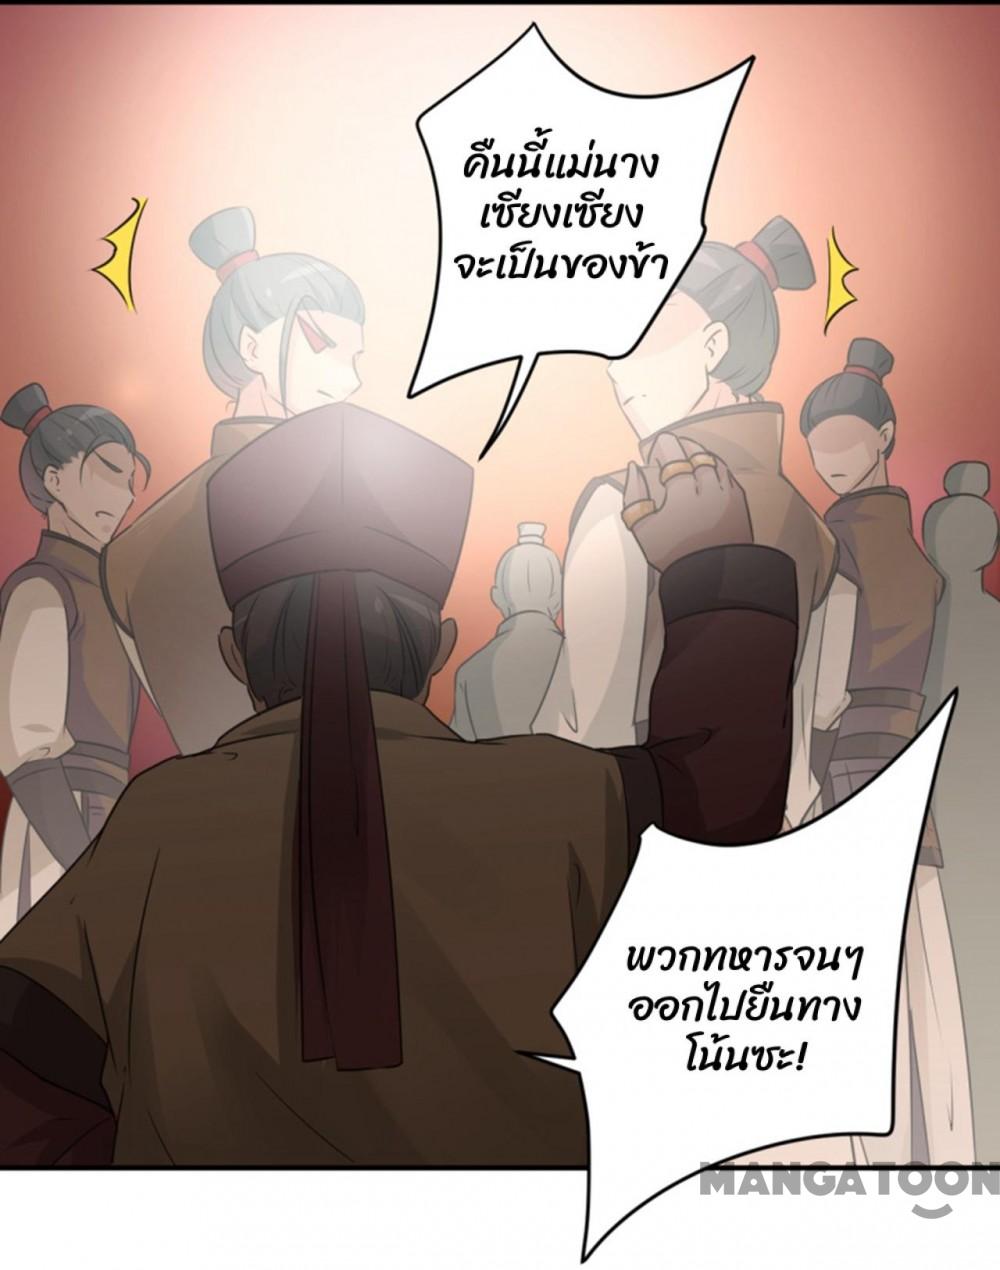 คืนนี้แม่นาง
เซียงเซียง
จะเป็นของข้า
พวกทหารจนๆ
ออกไปยืนทาง
โน้นซะ!
MANGATOON